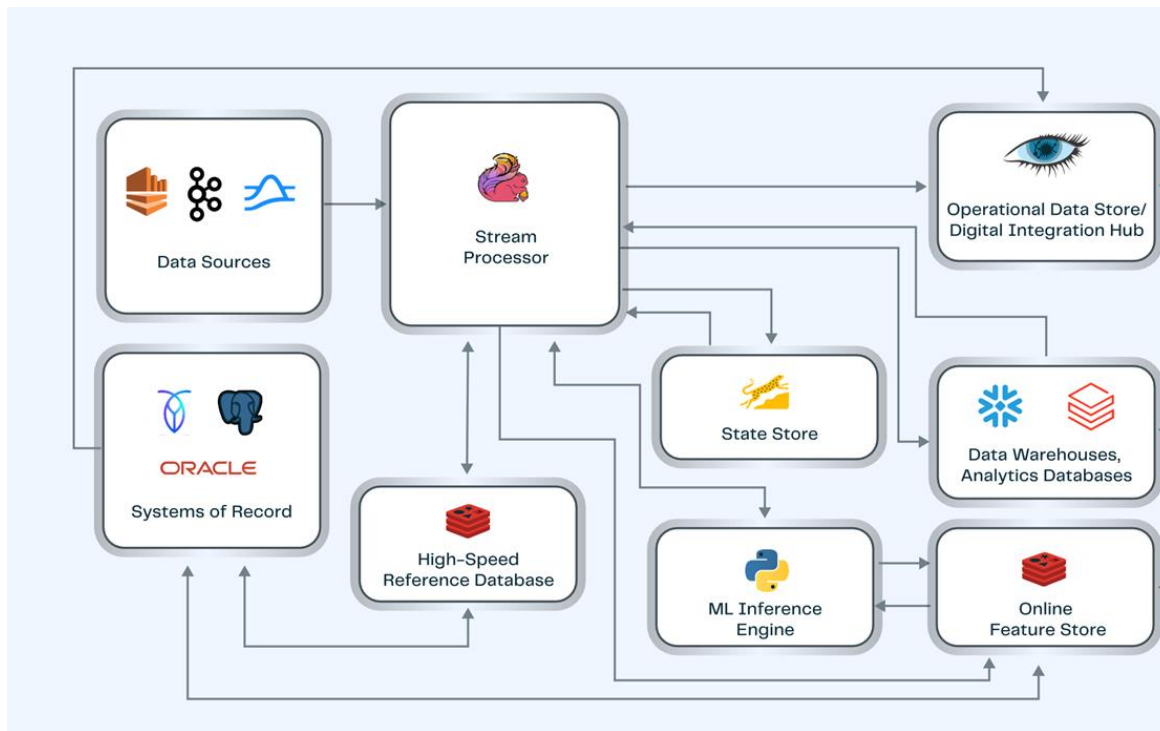 Data Sources
Stream
Processor
Operational Data Store/
Digital Integration Hub
State Store
Data Warehouses,
Analytics Databases
ORACLE
Systems of Record
High-Speed
Reference Database
ML Inference
Engine
Online
Feature Store